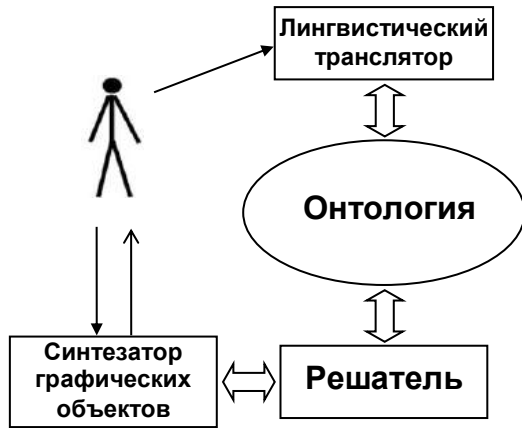 Лингвистический
транслятор
Онтология
Синтезатор
графических
объектов
Решатель